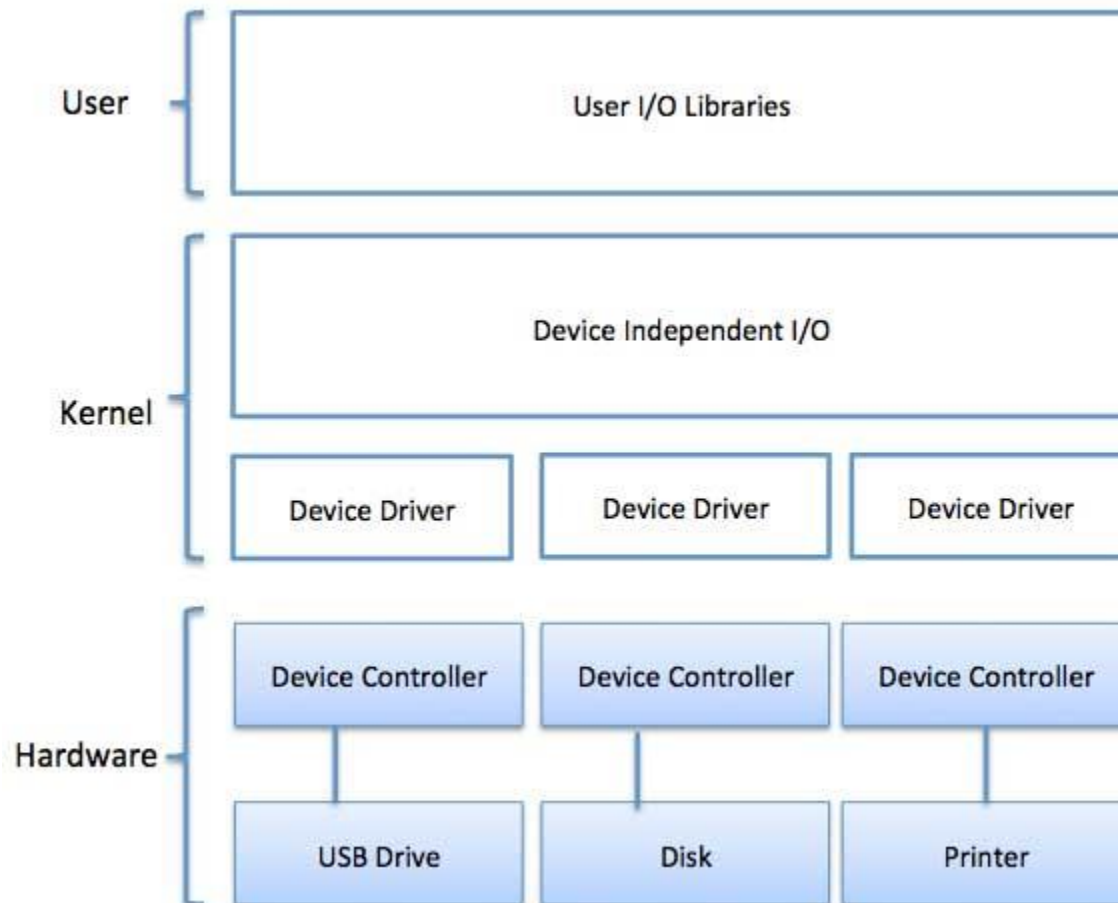 User
User I/O Libraries
Device Independent I/O
Kernel
Device Driver
Device Driver
Device Driver
Device Controller
Device Controller
Device Controller
Hardware
USB Drive
Disk
Printer